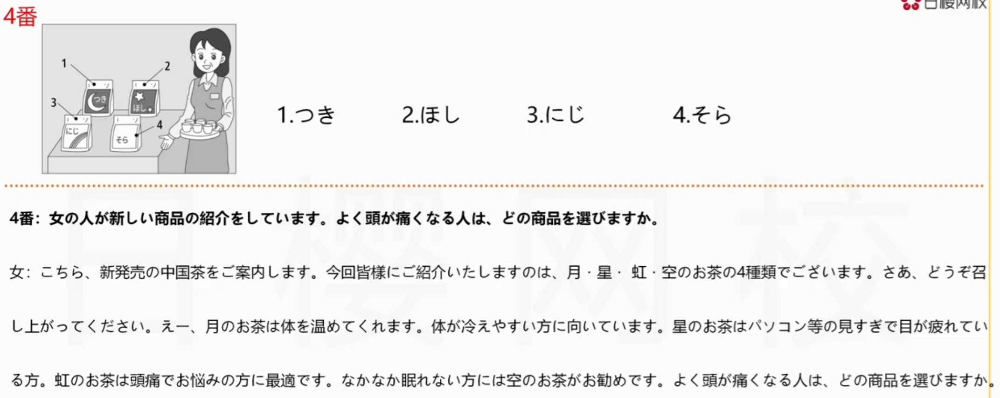 4番
日樱网校
1
2
つき
ほし
3
4
にじ
そら
1.つき 2.ほし 3.にじ 4.そら
4番：女の人が新しい商品の紹介をしています。よく頭が痛くなる人は、どの商品を選びますか。
女：こちら、新発売の中国茶をご案内します。今回皆様にご紹介いたしますのは、月・星・ 虹・空のお茶の4種類でございます。さあ、どうぞ召
し上がってください。えー、月のお茶は体を温めてくれます。体が冷えやすい方に向いています。星のお茶はパソコン等の見すぎで目が疲れてい
る方。虹のお茶は頭痛でお悩みの方に最適です。なかなか眠れない方には空のお茶がお勧めです。よく頭が痛くなる人は、どの商品を選びますか。
日樱网校